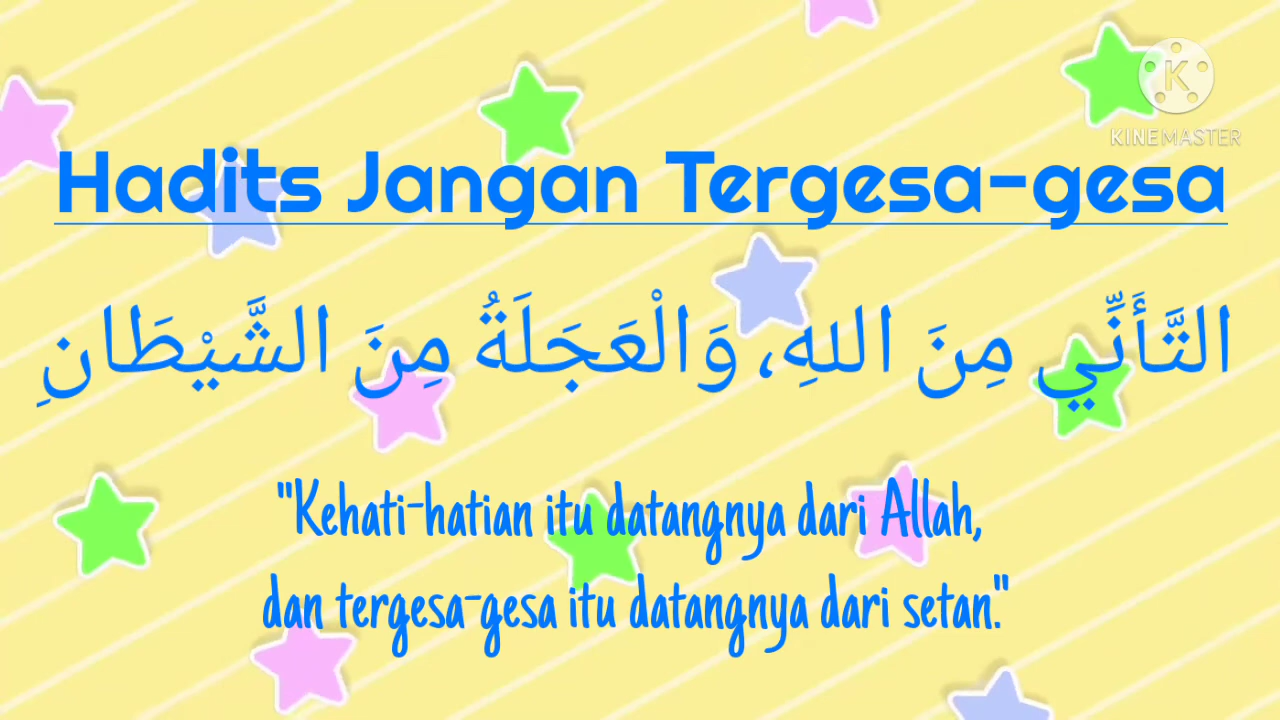 K
KINEMASTER
Hadits Jangan Tergesa-gesa
التَّأَنِّي مِنَ اللهِ، وَالْعَجَلَةُ مِنَ الشَّيْطَانِ
"Kehati-hatian itu datangnya dari Allah,
dan tergesa-gesa itu datangnya dari setan."